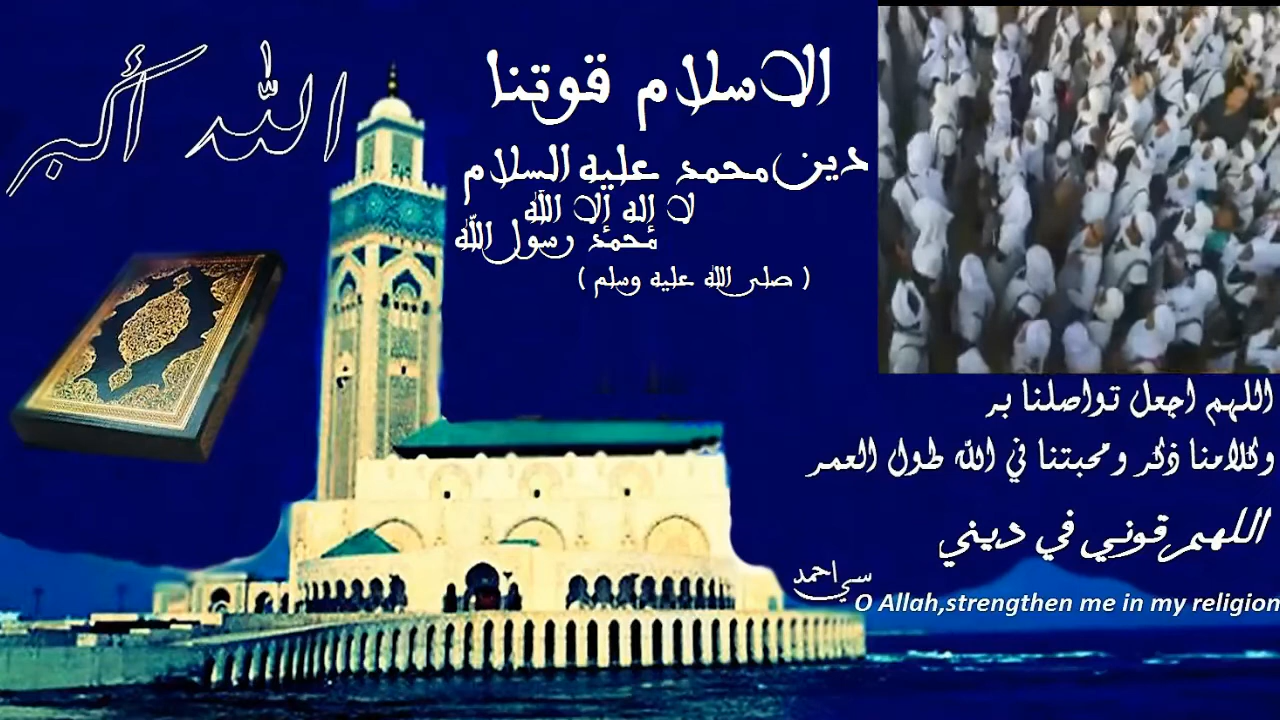 الله أكبر
الاسلام قوتنا
دين محمد عليه السلام
لا إله إلا الله
محمد رسول الله
( صلى الله عليه وسلم )
اللهم اجعل تواصلنا بر
وكلامنا ذكر ومحبتنا في الله طول العمر
اللهم قوني في ديني
سي احمد
O Allah,strengthen me in my religion